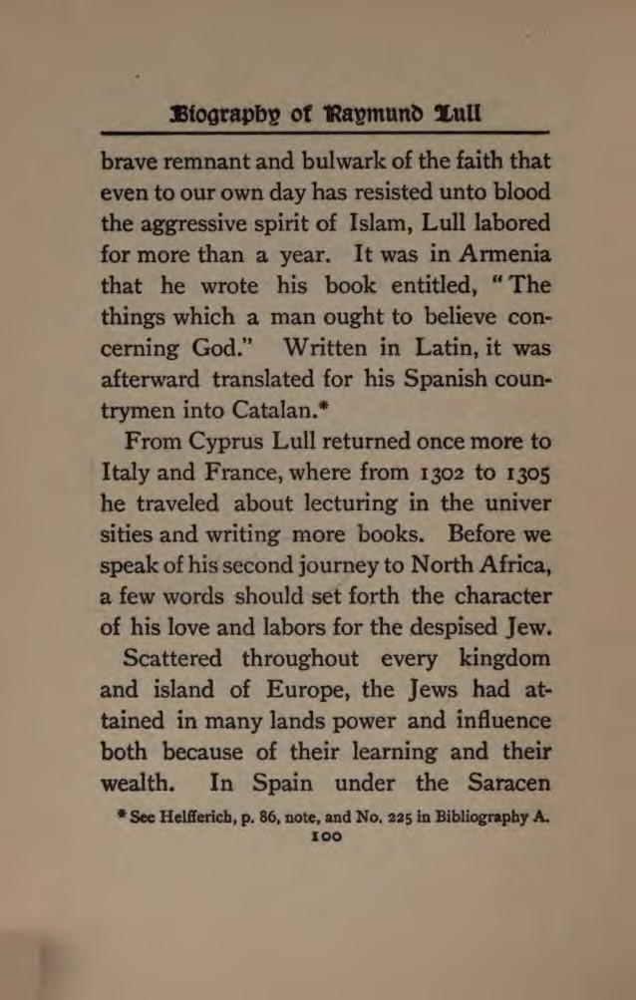 Biography of Raymund Lull
brave remnant and bulwark of the faith that
even to our own day has resisted unto blood
the aggressive spirit of Islam, Lull labored
for more than a year. It was in Armenia
that he wrote his book entitled, “The
things which a man ought to believe con-
cerning God.” Written in Latin, it was
afterward translated for his Spanish coun-
trymen into Catalan.*
From Cyprus Lull returned once more to
Italy and France, where from 1302 to 1305
he traveled about lecturing in the univer
sities and writing more books. Before we
speak of his second journey to North Africa,
a few words should set forth the character
of his love and labors for the despised Jew.
Scattered throughout every kingdom
and island of Europe, the Jews had at-
tained in many lands power and influence
both because of their learning and their
wealth. In Spain under the Saracen
* See Helfferich, p. 86, note, and No. 225 in Bibliography A.
100